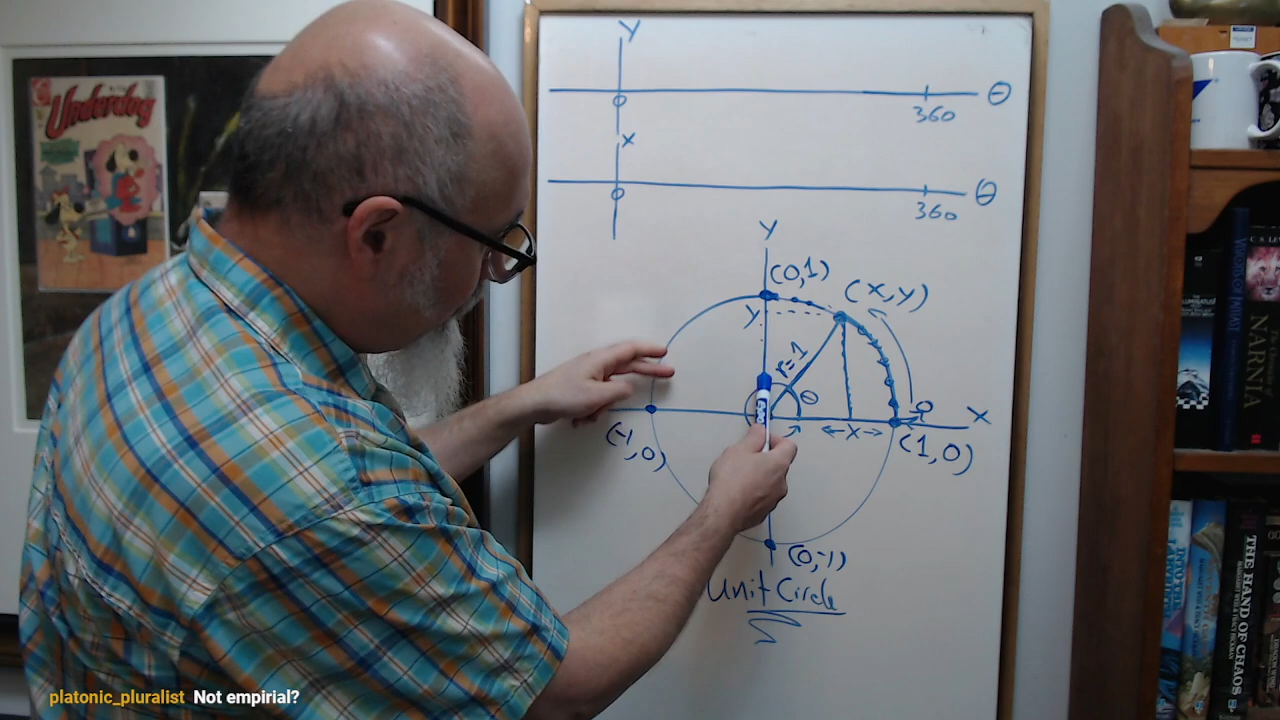 Underdog
y
0
360
θ
x
0
360
θ
y
(0,1)
(x,y)
y
r=1
θ
0
x
←x→
(-1,0)
(1,0)
(0,-1)
Unit Circle
NARNIA
THE HAND OF CHAOS
platonic_pluralist Not empirial?